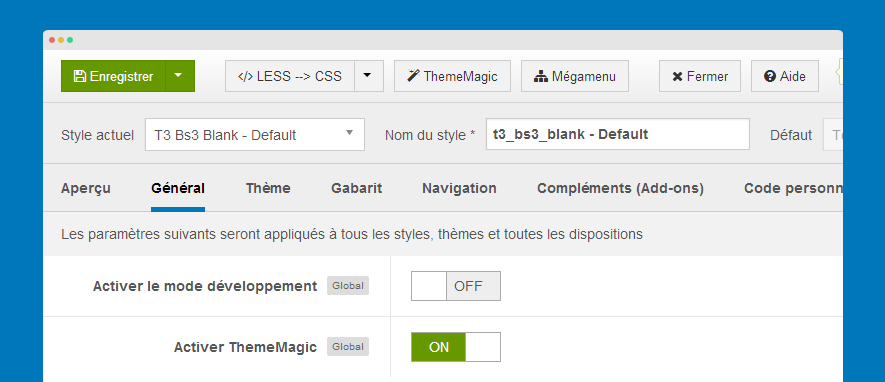 Enregistrer </> LESS --> CSS ThemeMagic Mégamenu Fermer Aide
Style actuel T3 Bs3 Blank - Default Nom du style * t3_bs3_blank - Default Défaut
Aperçu Général Thème Gabarit Navigation Compléments (Add-ons) Code personn
Les paramètres suivants seront appliqués à tous les styles, thèmes et toutes les dispositions
Activer le mode développement Global OFF
Activer ThemeMagic Global ON